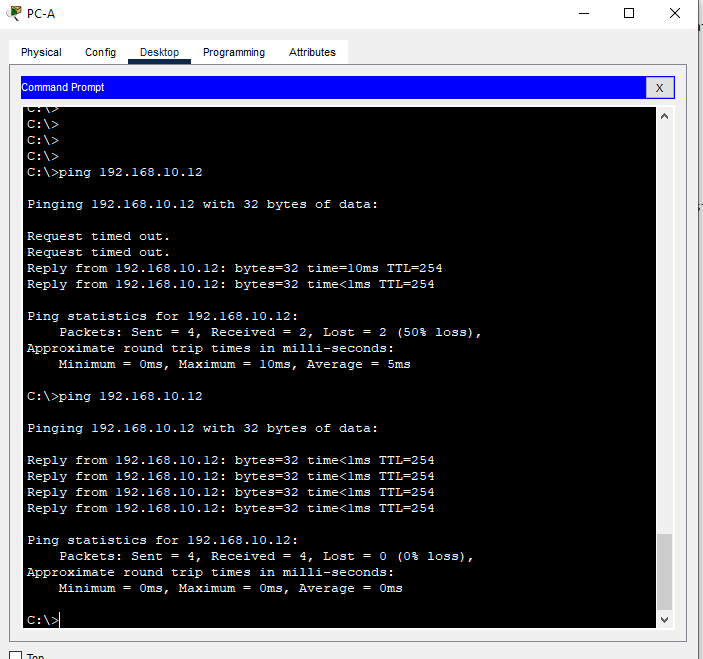 PC-A
Physical Config Desktop Programming Attributes
Command Prompt X
C:\>
C:\>
C:\>
C:\>
C:\>ping 192.168.10.12
Pinging 192.168.10.12 with 32 bytes of data:
Request timed out.
Request timed out.
Reply from 192.168.10.12: bytes=32 time=10ms TTL=254
Reply from 192.168.10.12: bytes=32 time<1ms TTL=254
Ping statistics for 192.168.10.12:
Packets: Sent = 4, Received = 2, Lost = 2 (50% loss),
Approximate round trip times in milli-seconds:
Minimum = 0ms, Maximum = 10ms, Average = 5ms
C:\>ping 192.168.10.12
Pinging 192.168.10.12 with 32 bytes of data:
Reply from 192.168.10.12: bytes=32 time<1ms TTL=254
Reply from 192.168.10.12: bytes=32 time<1ms TTL=254
Reply from 192.168.10.12: bytes=32 time<1ms TTL=254
Reply from 192.168.10.12: bytes=32 time<1ms TTL=254
Ping statistics for 192.168.10.12:
Packets: Sent = 4, Received = 4, Lost = 0 (0% loss),
Approximate round trip times in milli-seconds:
Minimum = 0ms, Maximum = 0ms, Average = 0ms
C:\>
Top